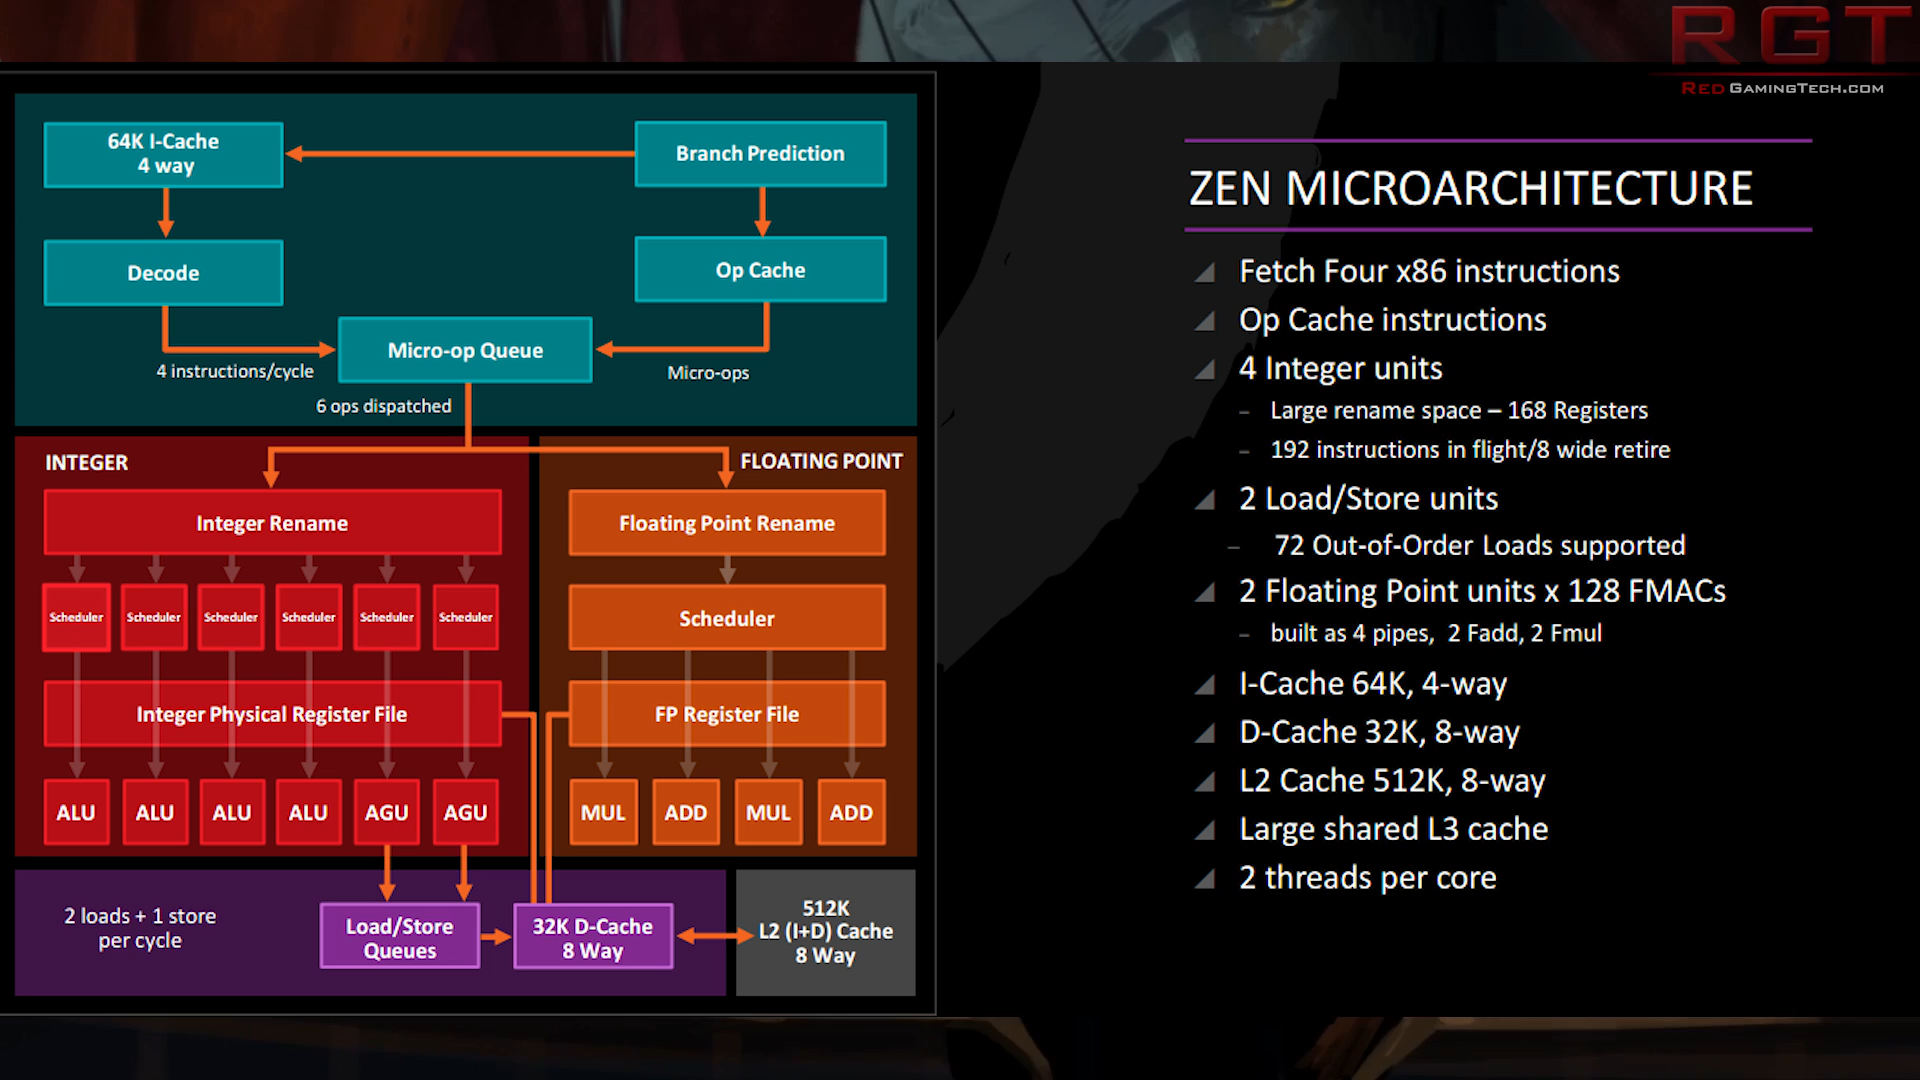 RGT
RED GAMINGTECH.COM
64K I-Cache
4 way
Branch Prediction
Decode
Op Cache
Micro-op Queue
4 instructions/cycle
Micro-ops
6 ops dispatched
INTEGER
FLOATING POINT
Integer Rename
Floating Point Rename
Scheduler
Scheduler
Scheduler
Scheduler
Scheduler
Scheduler
Scheduler
Integer Physical Register File
FP Register File
ALU
ALU
ALU
ALU
AGU
AGU
MUL
ADD
MUL
ADD
2 loads + 1 store
per cycle
Load/Store
Queues
32K D-Cache
8 Way
512K
L2 (I+D) Cache
8 Way
ZEN MICROARCHITECTURE
Fetch Four x86 instructions
Op Cache instructions
4 Integer units
– Large rename space – 168 Registers
– 192 instructions in flight/8 wide retire
2 Load/Store units
– 72 Out-of-Order Loads supported
2 Floating Point units x 128 FMACs
– built as 4 pipes, 2 Fadd, 2 Fmul
I-Cache 64K, 4-way
D-Cache 32K, 8-way
L2 Cache 512K, 8-way
Large shared L3 cache
2 threads per core